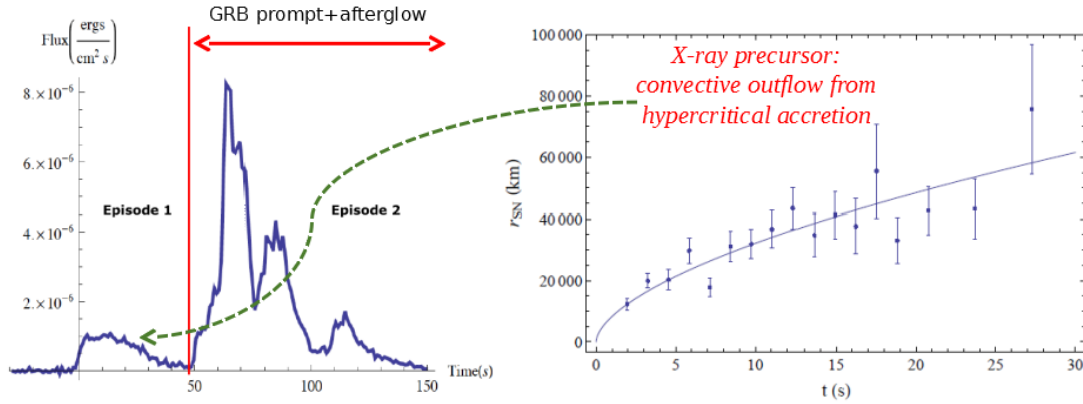 GRB prompt+afterglow
Flux(ergs/cm² s)
8.×10⁻⁶
6.×10⁻⁶
4.×10⁻⁶
2.×10⁻⁶
Episode 1
Episode 2
50
100
150
Time(s)
X-ray precursor:
convective outflow from
hypercritical accretion
100 000
80 000
60 000
40 000
20 000
0
r_SN (km)
0
5
10
15
20
25
30
t (s)